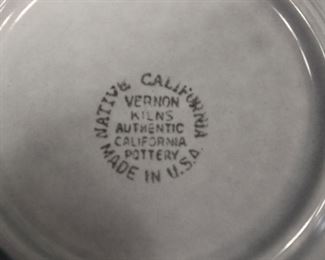 NATIVE CALIFORNIA
VERNON
KILNS
AUTHENTIC
CALIFORNIA
POTTERY
MADE IN U.S.A.